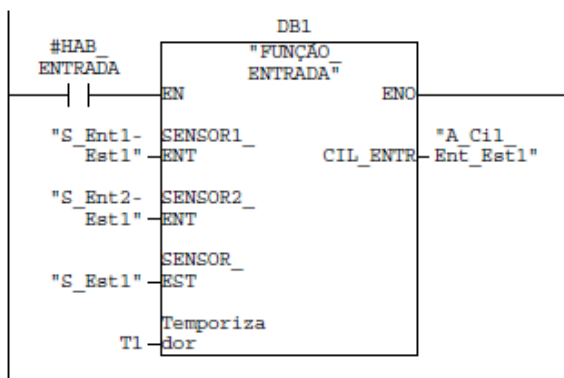 DB1
#HAB_
ENTRADA
"FUNÇÃO_
ENTRADA"
EN
ENO
"S_Ent1-
Est1"
SENSOR1_
ENT
CIL_ENTR
"A_Cil_
Ent_Est1"
"S_Ent2-
Est1"
SENSOR2_
ENT
"S_Est1"
SENSOR_
EST
T1
Temporiza
dor